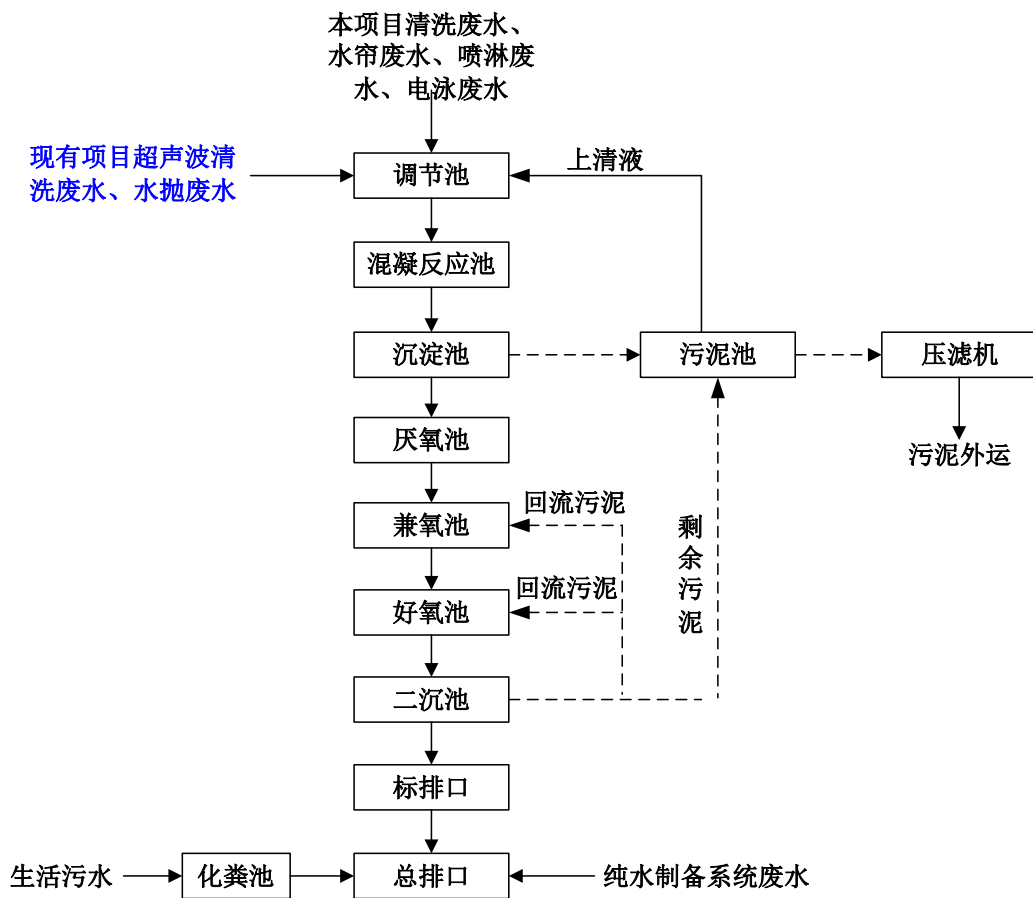 本项目清洗废水、
水帘废水、喷淋废
水、电泳废水
现有项目超声波清
洗废水、水抛废水
调节池
上清液
混凝反应池
沉淀池
污泥池
压滤机
厌氧池
污泥外运
回流污泥
兼氧池
剩余污泥
回流污泥
好氧池
二沉池
标排口
生活污水
化粪池
总排口
纯水制备系统废水